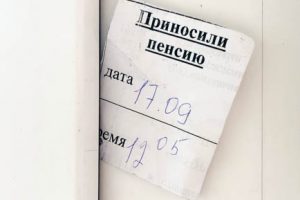 Приносили
пенсию
дата 17.09
ремя 12 05